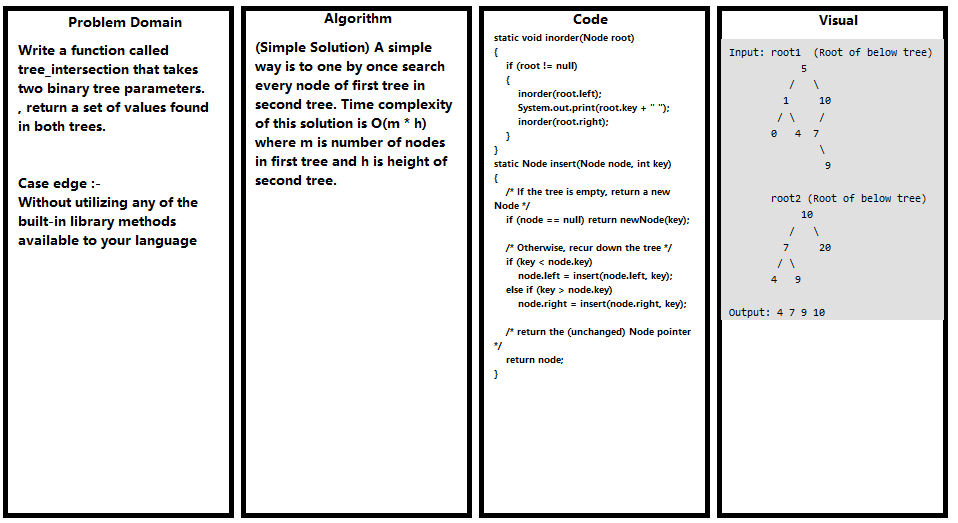 Problem Domain
Write a function called
tree_intersection that takes
two binary tree parameters.
, return a set of values found
in both trees.
Case edge :-
Without utilizing any of the
built-in library methods
available to your language
Algorithm
(Simple Solution) A simple
way is to one by once search
every node of first tree in
second tree. Time complexity
of this solution is O(m * h)
where m is number of nodes
in first tree and h is height of
second tree.
Code
static void inorder(Node root)
{
if (root != null)
{
inorder(root.left);
System.out.print(root.key + " ");
inorder(root.right);
}
}
static Node insert(Node node, int key)
{
/* If the tree is empty, return a new
Node */
if (node == null) return newNode(key);
/* Otherwise, recur down the tree */
if (key < node.key)
node.left = insert(node.left, key);
else if (key > node.key)
node.right = insert(node.right, key);
/* return the (unchanged) Node pointer
*/
return node;
}
Visual
Input: root1 (Root of below tree)
5
/ \
1 10
/ \ /
0 4 7
\
9
root2 (Root of below tree)
10
/ \
7 20
/ \
4 9
Output: 4 7 9 10